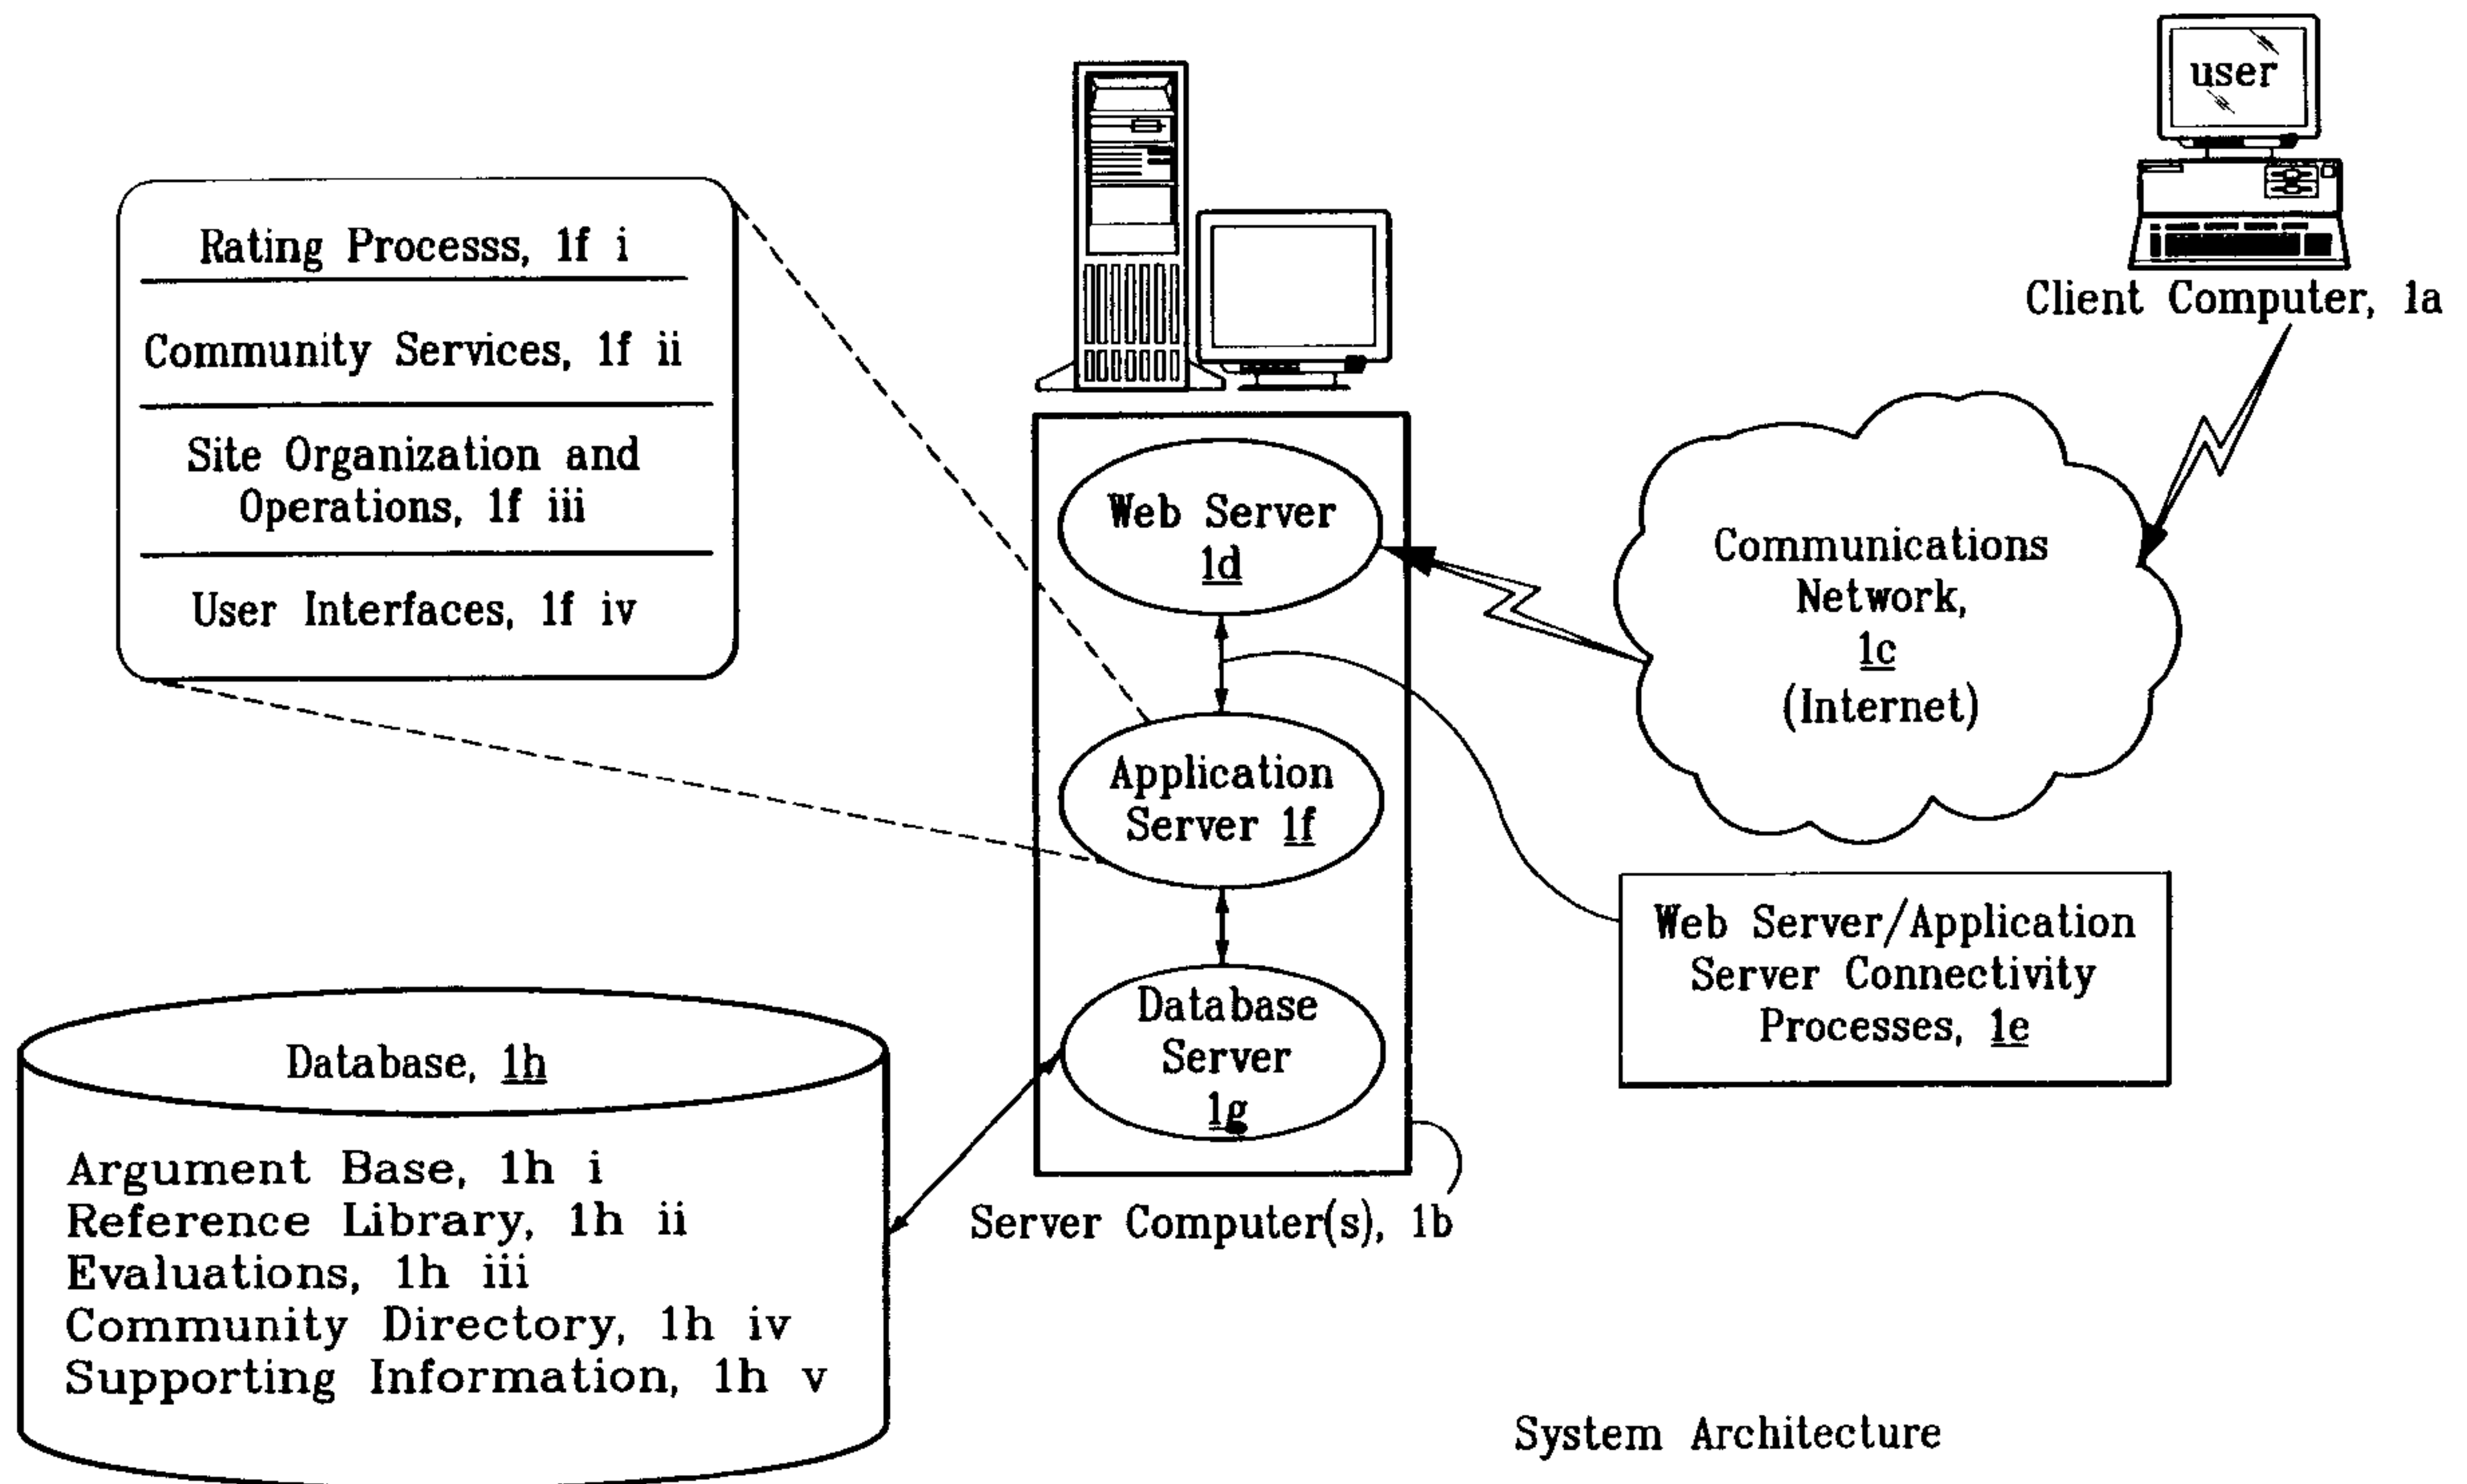 user
Client Computer, 1a
Rating Processs, 1f i
Community Services, 1f ii
Site Organization and
Operations, 1f iii
User Interfaces, 1f iv
Web Server
1d
Communications
Network,
1c
(Internet)
Application
Server 1f
Web Server/Application
Server Connectivity
Processes, 1e
Database
Server
1g
Server Computer(s), 1b
Database, 1h
Argument Base, 1h i
Reference Library, 1h ii
Evaluations, 1h iii
Community Directory, 1h iv
Supporting Information, 1h v
System Architecture